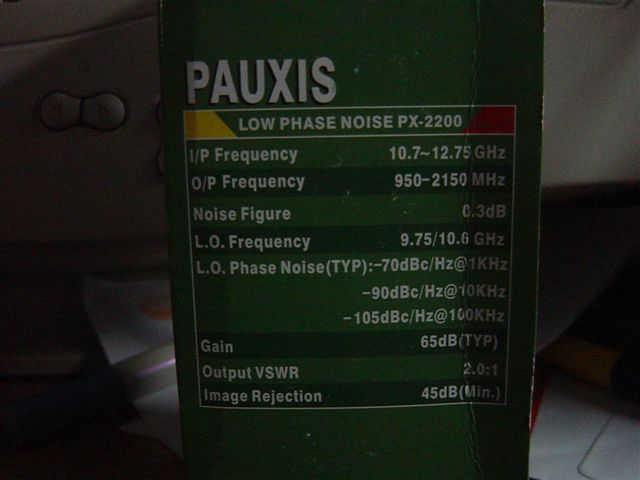 PAUXIS
LOW PHASE NOISE PX-2200
I/P Frequency 10.7~12.75 GHz
O/P Frequency 950-2150 MHz
Noise Figure 0.3dB
L.O. Frequency 9.75/10.6 GHz
L.O. Phase Noise(TYP):-70dBc/Hz@1KHz
-90dBc/Hz@10KHz
-105dBc/Hz@100KHz
Gain 65dB(TYP)
Output VSWR 2.0:1
Image Rejection 45dB(Min.)